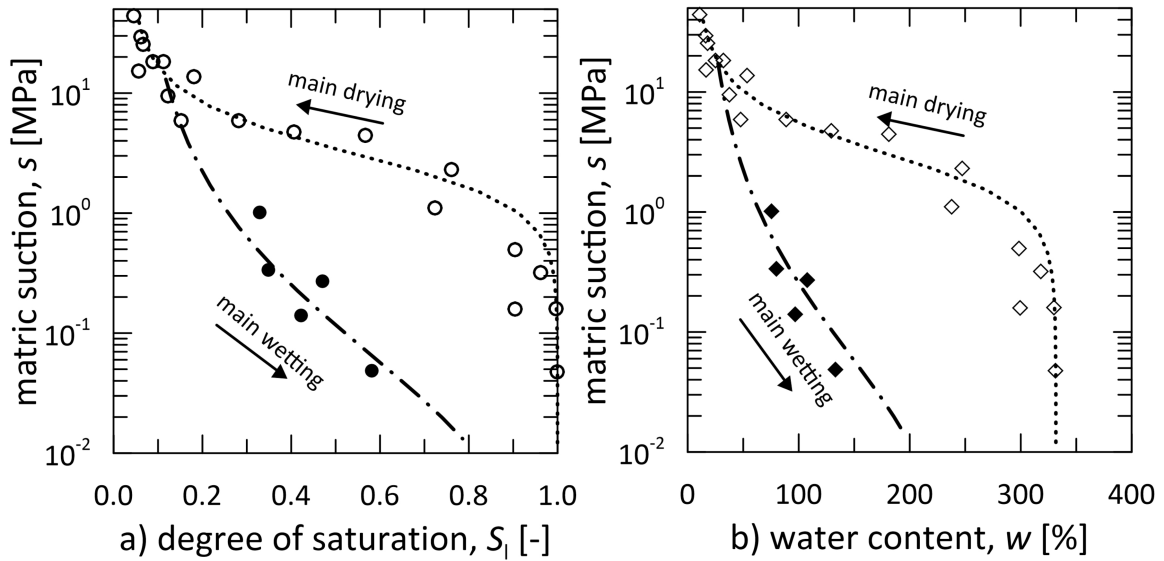 matric suction, s [MPa]
10¹
10⁰
10⁻¹
10⁻²
main drying
main wetting
0.0 0.2 0.4 0.6 0.8 1.0
a) degree of saturation, Sₗ [-]
matric suction, s [MPa]
10¹
10⁰
10⁻¹
10⁻²
main drying
main wetting
0 100 200 300 400
b) water content, w [%]